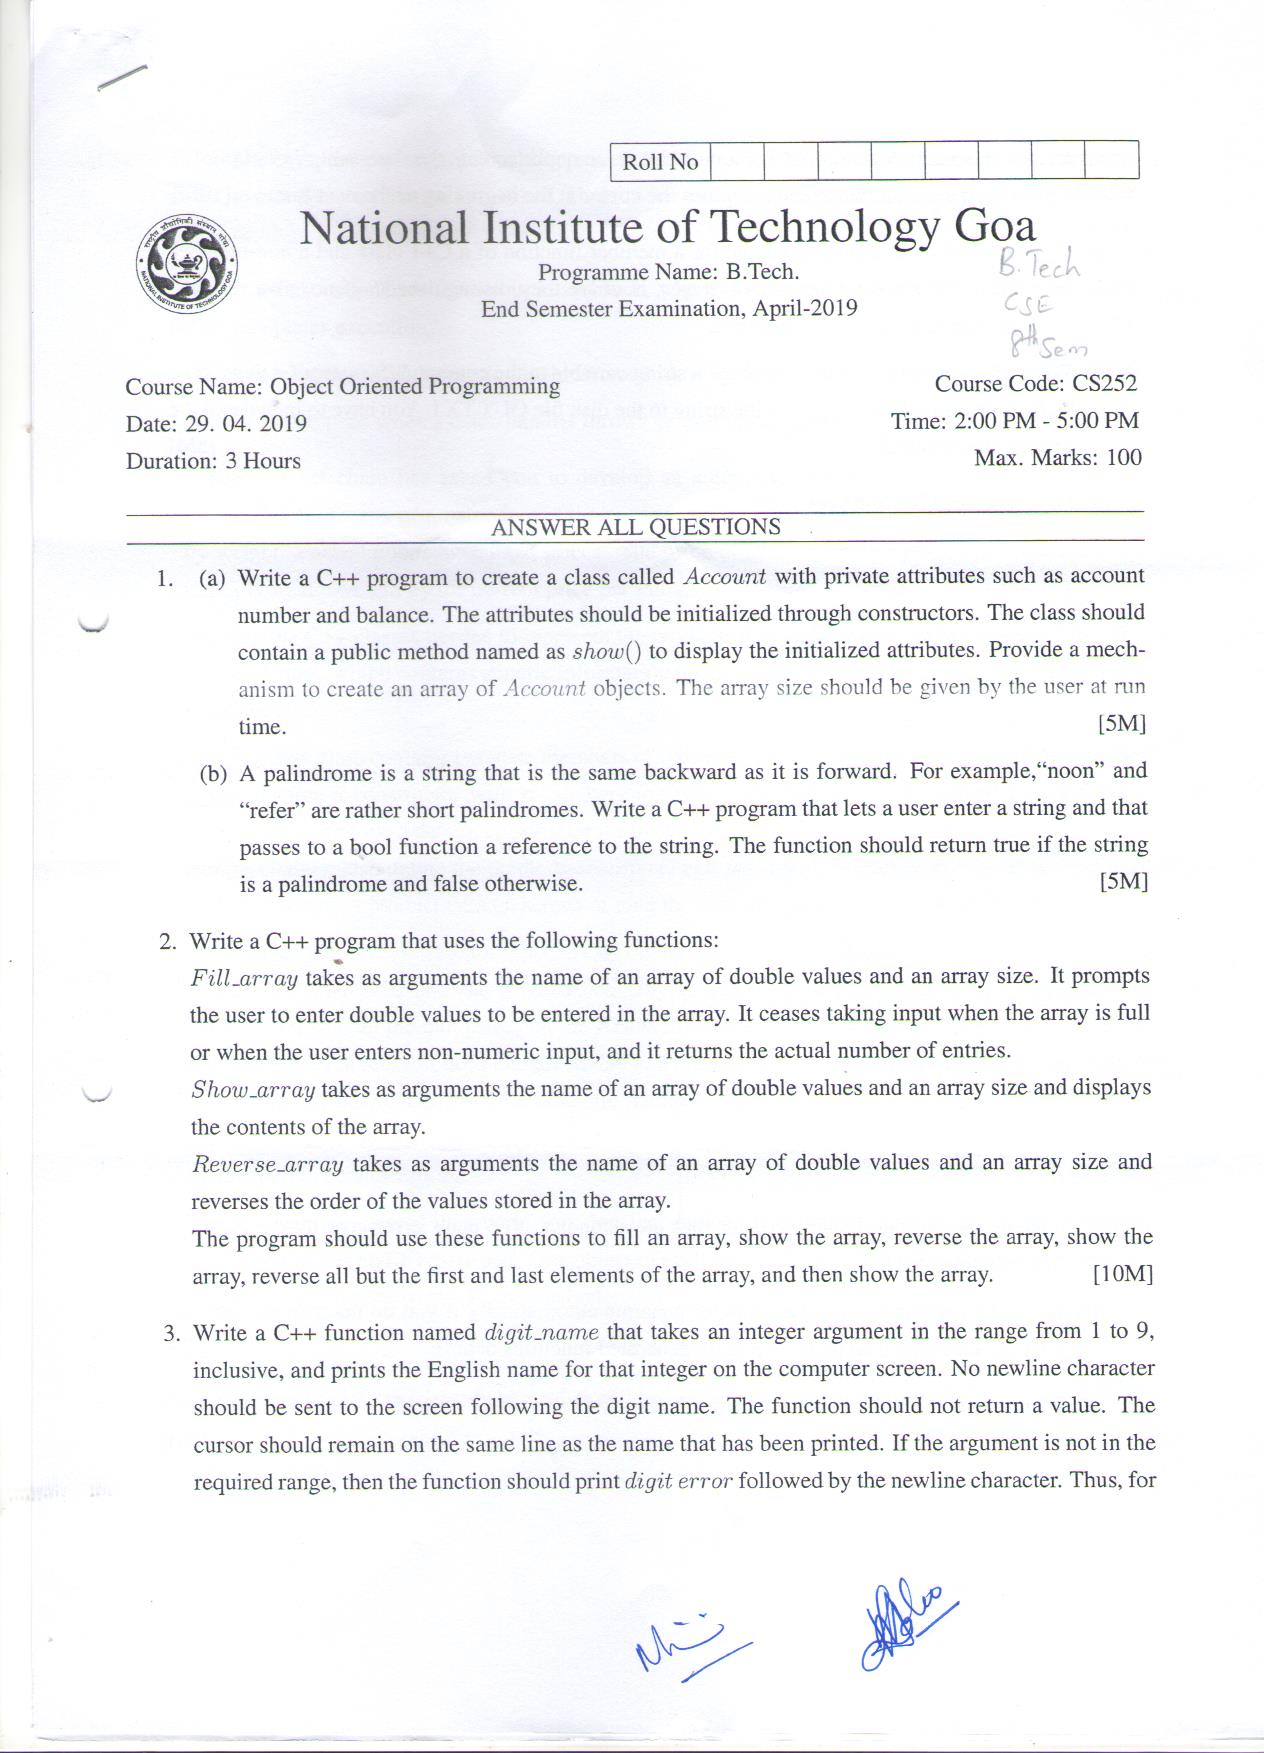 Roll No
National Institute of Technology Goa
Programme Name: B.Tech.
End Semester Examination, April-2019
B.Tech
CSE
8th Sem
Course Name: Object Oriented Programming
Course Code: CS252
Date: 29. 04. 2019
Time: 2:00 PM - 5:00 PM
Duration: 3 Hours
Max. Marks: 100
ANSWER ALL QUESTIONS
1. (a) Write a C++ program to create a class called Account with private attributes such as account
number and balance. The attributes should be initialized through constructors. The class should
contain a public method named as show() to display the initialized attributes. Provide a mech-
anism to create an array of Account objects. The array size should be given by the user at run
time. [5M]
(b) A palindrome is a string that is the same backward as it is forward. For example,“noon” and
“refer” are rather short palindromes. Write a C++ program that lets a user enter a string and that
passes to a bool function a reference to the string. The function should return true if the string
is a palindrome and false otherwise. [5M]
2. Write a C++ program that uses the following functions:
Fill_array takes as arguments the name of an array of double values and an array size. It prompts
the user to enter double values to be entered in the array. It ceases taking input when the array is full
or when the user enters non-numeric input, and it returns the actual number of entries.
Show_array takes as arguments the name of an array of double values and an array size and displays
the contents of the array.
Reverse_array takes as arguments the name of an array of double values and an array size and
reverses the order of the values stored in the array.
The program should use these functions to fill an array, show the array, reverse the array, show the
array, reverse all but the first and last elements of the array, and then show the array. [10M]
3. Write a C++ function named digit_name that takes an integer argument in the range from 1 to 9,
inclusive, and prints the English name for that integer on the computer screen. No newline character
should be sent to the screen following the digit name. The function should not return a value. The
cursor should remain on the same line as the name that has been printed. If the argument is not in the
required range, then the function should print digit error followed by the newline character. Thus, for